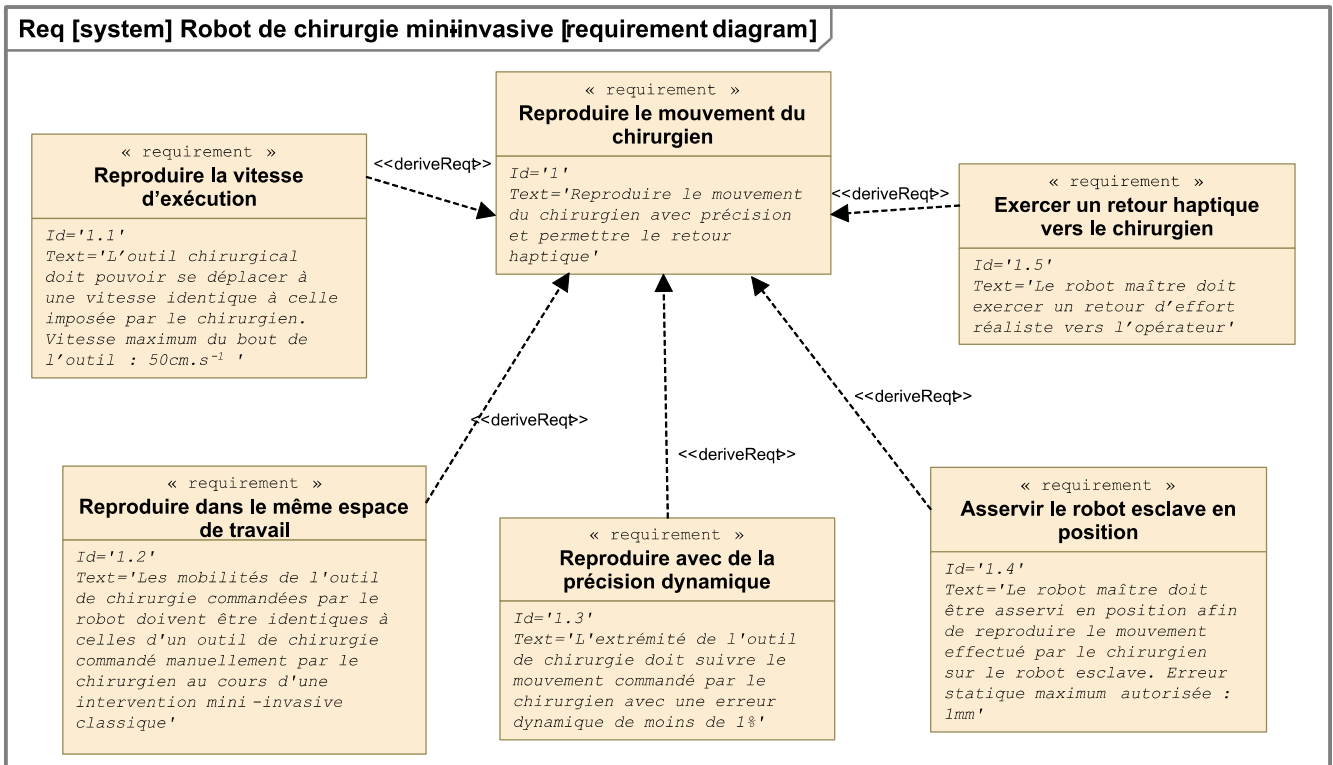 Req [system] Robot de chirurgie mini-invasive [requirement diagram]
« requirement »
Reproduire le mouvement du
chirurgien
Id='1'
Text='Reproduire le mouvement
du chirurgien avec précision
et permettre le retour
haptique'
« requirement »
Reproduire la vitesse
d’exécution
Id='1.1'
Text='L’outil chirurgical
doit pouvoir se déplacer à
une vitesse identique à celle
imposée par le chirurgien.
Vitesse maximum du bout de
l’outil : 50cm.s⁻¹ '
<<deriveReqt>>
<<deriveReqt>>
« requirement »
Exercer un retour haptique
vers le chirurgien
Id='1.5'
Text='Le robot maître doit
exercer un retour d’effort
réaliste vers l’opérateur'
<<deriveReqt>>
<<deriveReqt>>
<<deriveReqt>>
« requirement »
Reproduire dans le même espace
de travail
Id='1.2'
Text='Les mobilités de l'outil
de chirurgie commandées par le
robot doivent être identiques à
celles d'un outil de chirurgie
commandé manuellement par le
chirurgien au cours d'une
intervention mini-invasive
classique'
« requirement »
Reproduire avec de la
précision dynamique
Id='1.3'
Text='L'extrémité de l'outil
de chirurgie doit suivre le
mouvement commandé par le
chirurgien avec une erreur
dynamique de moins de 1%'
« requirement »
Asservir le robot esclave en
position
Id='1.4'
Text='Le robot maître doit
être asservi en position afin
de reproduire le mouvement
effectué par le chirurgien
sur le robot esclave. Erreur
statique maximum autorisée :
1mm'